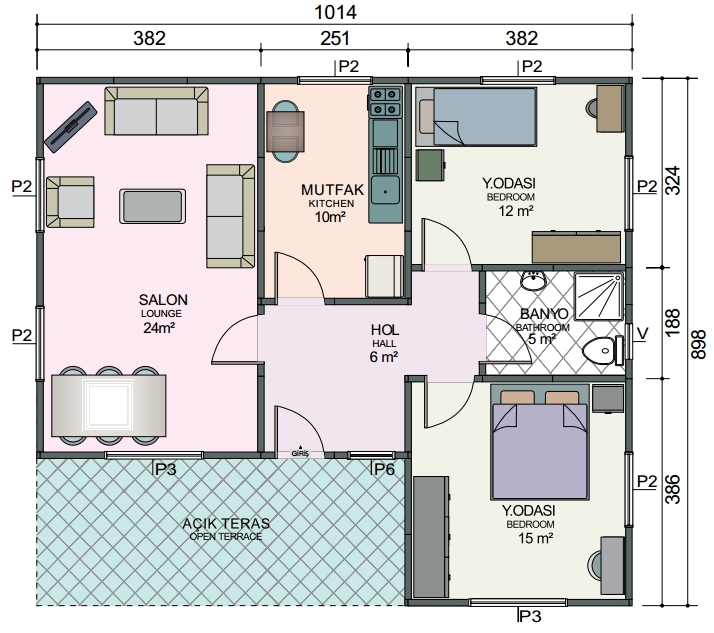 1014
382
251
382
P2
P2
P2
P2
P2
V
P2
324
188
386
898
MUTFAK
KITCHEN
10m²
Y.ODASI
BEDROOM
12 m²
SALON
LOUNGE
24m²
HOL
HALL
6 m²
BANYO
BATHROOM
5 m²
GİRİŞ
P3
P6
AÇIK TERAS
OPEN TERRACE
Y.ODASI
BEDROOM
15 m²
P3